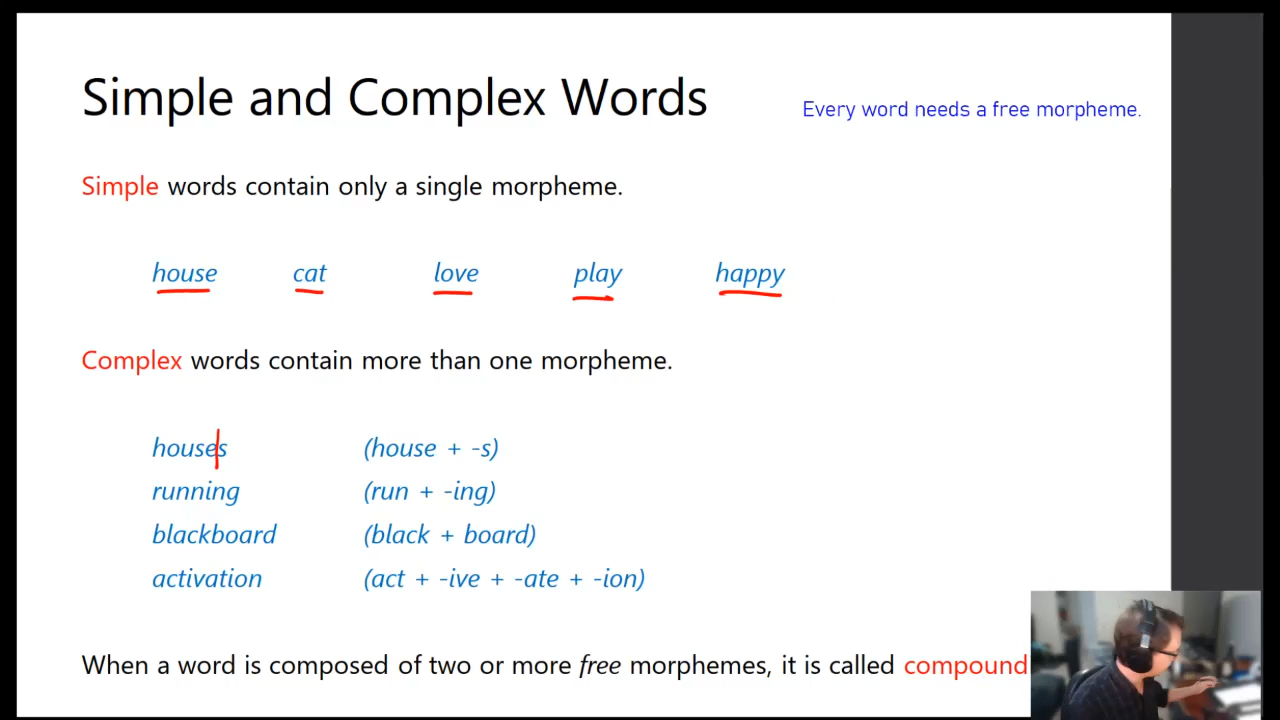 Simple and Complex Words
Every word needs a free morpheme.
Simple words contain only a single morpheme.
house cat love play happy
Complex words contain more than one morpheme.
houses (house + -s)
running (run + -ing)
blackboard (black + board)
activation (act + -ive + -ate + -ion)
When a word is composed of two or more free morphemes, it is called compound